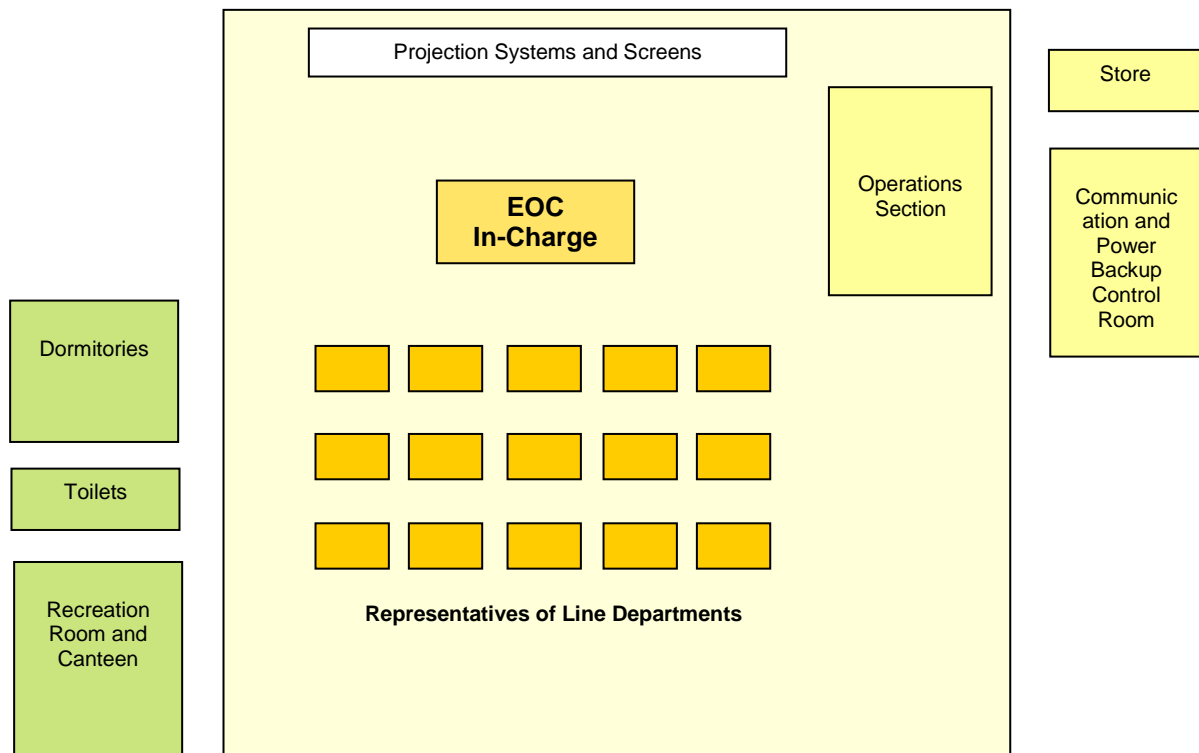 Projection Systems and Screens
Store
Operations
Section
EOC
In-Charge
Communic
ation and
Power
Backup
Control
Room
Dormitories
Toilets
Recreation
Room and
Canteen
Representatives of Line Departments